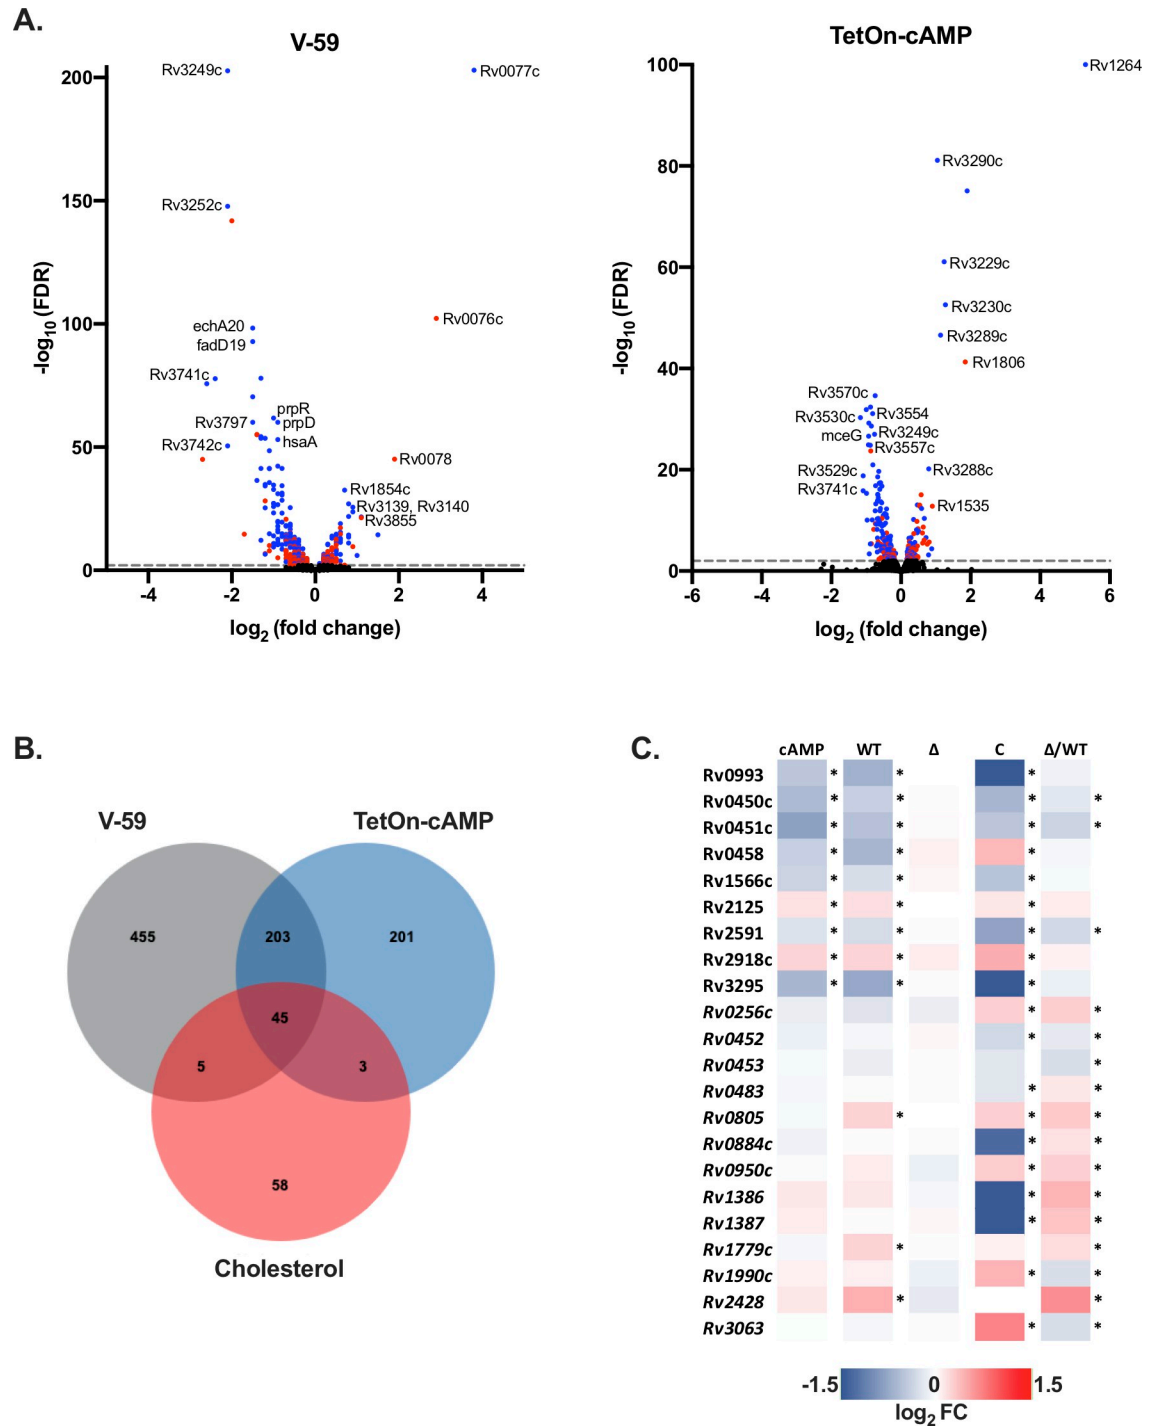 A.
V-59
TetOn-cAMP
200
150
100
50
0
-4
-2
0
2
4
-log10 (FDR)
log2 (fold change)
Rv3249c
Rv0077c
Rv3252c
Rv0076c
echA20
fadD19
Rv3741c
prpR
Rv3797
prpD
Rv3742c
hsaA
Rv0078
Rv1854c
Rv3139, Rv3140
Rv3855
100
80
60
40
20
0
-6
-4
-2
0
2
4
6
-log10 (FDR)
log2 (fold change)
Rv1264
Rv3290c
Rv3229c
Rv3230c
Rv3289c
Rv1806
Rv3570c
Rv3530c
Rv3554
mceG
Rv3249c
Rv3557c
Rv3529c
Rv3288c
Rv3741c
Rv1535
B.
V-59
TetOn-cAMP
455
203
201
45
5
3
58
Cholesterol
C.
cAMP WT Δ C Δ/WT
Rv0993 * * *
Rv0450c * * * *
Rv0451c * * * *
Rv0458 * * *
Rv1566c * * *
Rv2125 * * *
Rv2591 * * * *
Rv2918c * * *
Rv3295 * * *
Rv0256c * *
Rv0452 * *
Rv0453 *
Rv0483 * *
Rv0805 * * *
Rv0884c * *
Rv0950c * *
Rv1386 * *
Rv1387 * *
Rv1779c * *
Rv1990c * *
Rv2428 * *
Rv3063 * *
-1.5 0 1.5
log2 FC